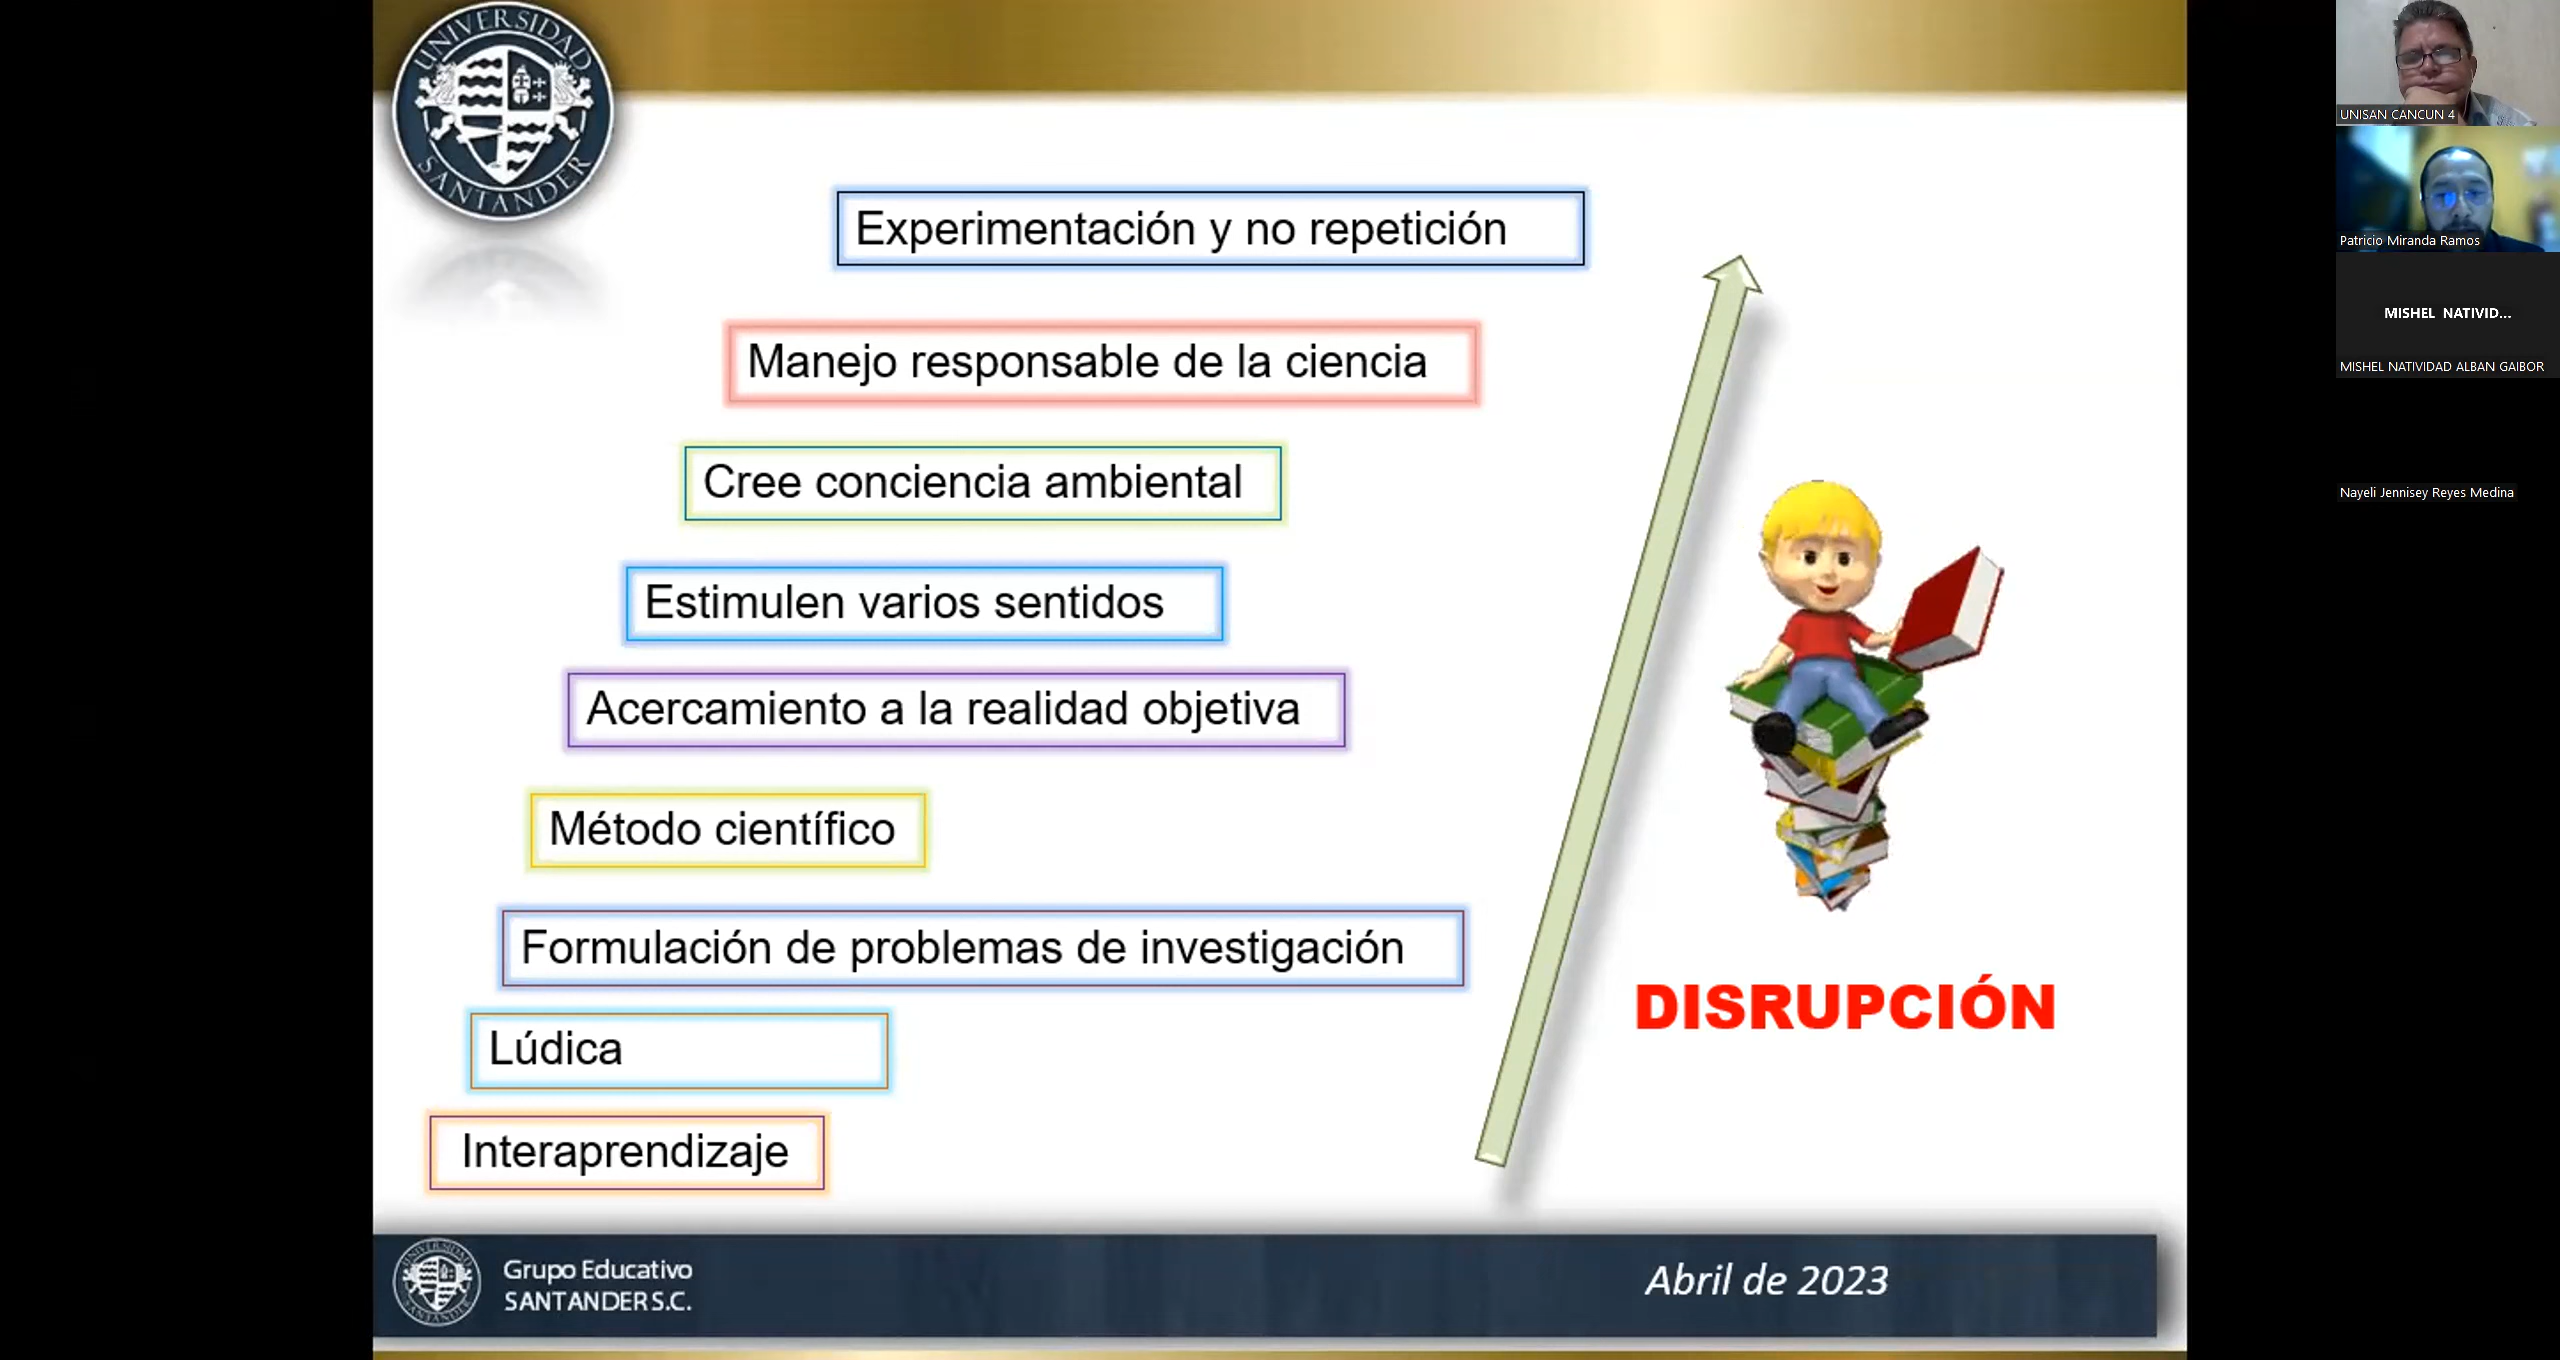 UNIVERSIDAD
SANTANDER
Experimentación y no repetición
Manejo responsable de la ciencia
Cree conciencia ambiental
Estimulen varios sentidos
Acercamiento a la realidad objetiva
Método científico
Formulación de problemas de investigación
Lúdica
Interaprendizaje
DISRUPCIÓN
UNIVERSIDAD
SANTANDER
Grupo Educativo
SANTANDER S.C.
Abril de 2023
UNISAN CANCUN 4
Patricio Miranda Ramos
MISHEL NATIVID...
MISHEL NATIVIDAD ALBAN GAIBOR
Nayeli Jennisey Reyes Medina